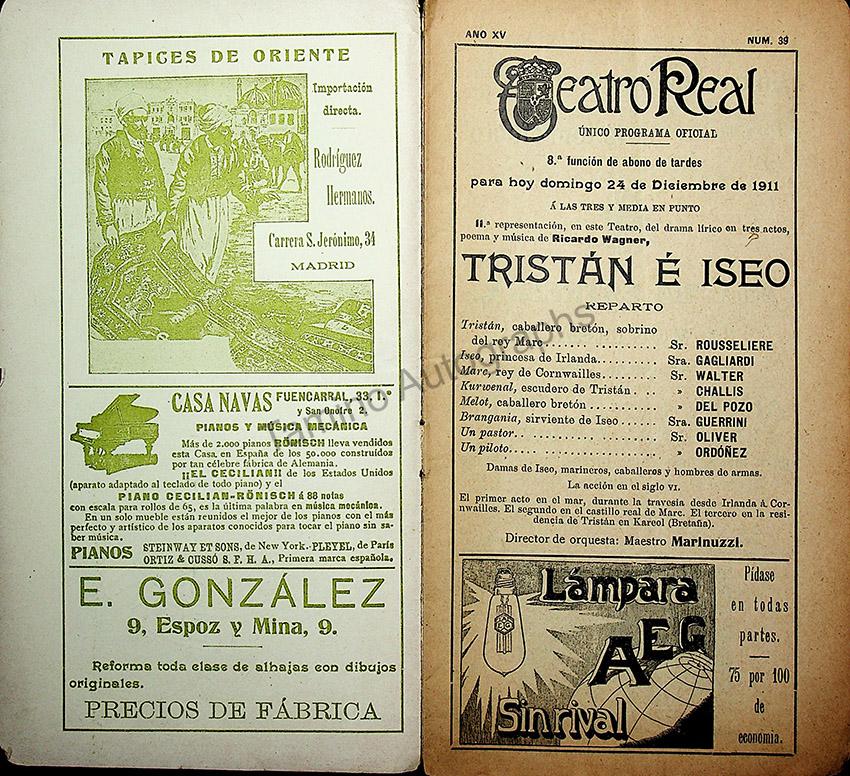 TAPICES DE ORIENTE
Importación
directa.
Rodríguez
Hermanos.
Carrera S. Jerónimo, 34
MADRID
CASA NAVAS FUENCARRAL, 33, 1.º
y San Onofre 2,
PIANOS Y MÚSICA MECÁNICA
Más de 2.000 pianos RÖNISCH lleva vendidos
esta Casa en España de los 50.000 construídos
por tan célebre fábrica de Alemania.
¡¡EL CECILIAN!! de los Estados Unidos
(aparato adaptado al teclado de todo piano) y el
PIANO CECILIAN-RÖNISCH á 88 notas
con escala para rollos de 65, es la última palabra en música mecánica.
En un solo mueble están reunidos el mejor de los pianos con el más
perfecto y artístico de los aparatos conocidos para tocar el piano sin sa-
ber música.
PIANOS STEINWAY ET SONS, de New York.-PLEYEL, de París
ORTIZ & CUSSÓ S. F. H. A., Primera marca española.
E. GONZÁLEZ
9, Espoz y Mina, 9.
Reforma toda clase de alhajas con dibujos
originales.
PRECIOS DE FÁBRICA
AÑO XV NUM. 39
Teatro Real
ÚNICO PROGRAMA OFICIAL
8.ª función de abono de tardes
para hoy domingo 24 de Diciembre de 1911
Á LAS TRES Y MEDIA EN PUNTO
11.ª representación, en este Teatro, del drama lírico en tres actos,
poema y música de Ricardo Wagner,
TRISTÁN É ISEO
REPARTO
Tristán, caballero bretón, sobrino
del rey Marc.......... Sr. ROUSSELIERE
Iseo, princesa de Irlanda.......... Sra. GAGLIARDI
Marc, rey de Cornwailles.......... Sr. WALTER
Kurwenal, escudero de Tristán.... » CHALLIS
Melot, caballero bretón.......... » DEL POZO
Brangania, sirviente de Iseo...... Sra. GUERRINI
Un pastor.......... Sr. OLIVER
Un piloto.......... » ORDÓÑEZ
Damas de Iseo, marineros, caballeros y hombres de armas.
La acción en el siglo VI.
El primer acto en el mar, durante la travesía desde Irlanda á Cor-
nwailles. El segundo en el castillo real de Marc. El tercero en la resi-
dencia de Tristán en Kareol (Bretaña).
Director de orquesta: Maestro Marinuzzi.
Lámpara
AEG
AEG
Sin rival
Pídase
en todas
partes.
75 por 100
de
economia.
Tamino Autographs